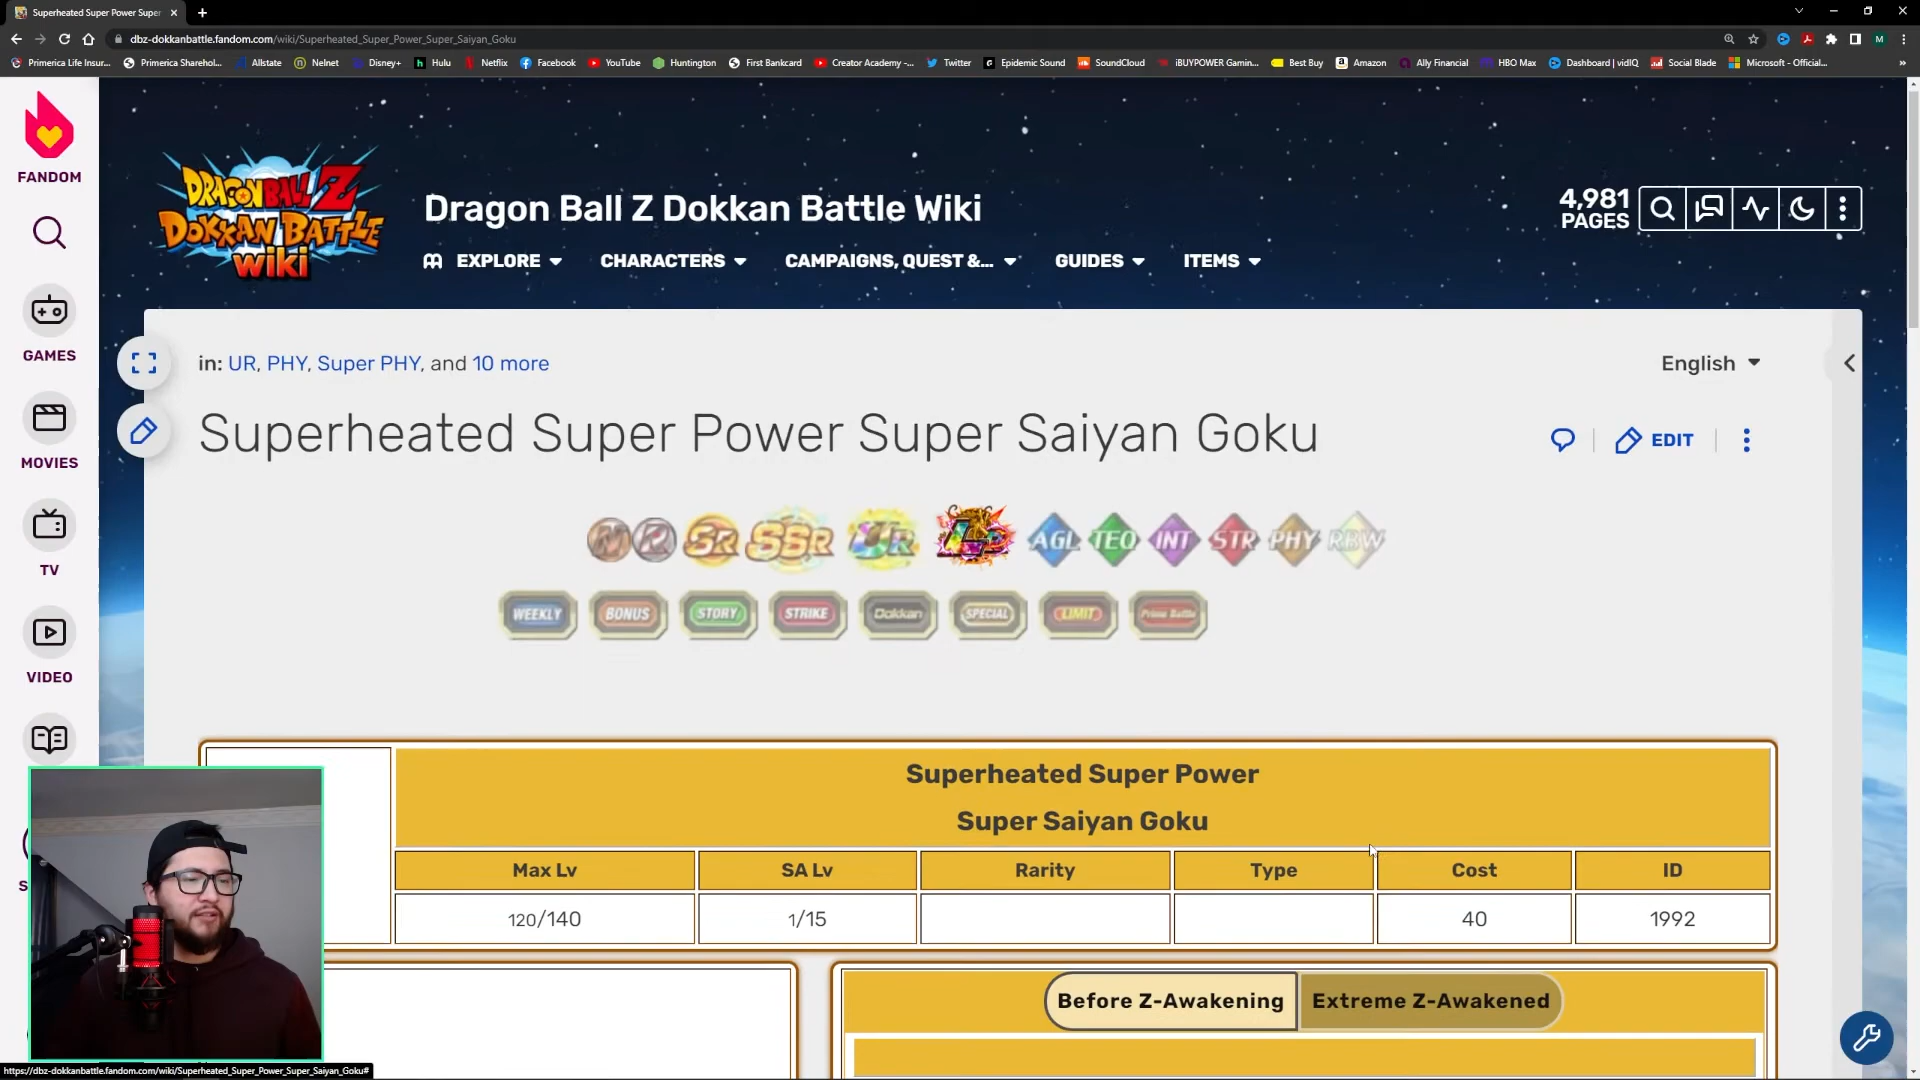 Superheated Super Power Super
dbz-dokkanbattle.fandom.com/wiki/Superheated_Super_Power_Super_Saiyan_Goku
Primerica Life Insur... Primerica Sharehol... Allstate Nelnet Disney+ Hulu Netflix Facebook YouTube Huntington First Bankcard Creator Academy -... Twitter Epidemic Sound SoundCloud iBUYPOWER Gamin... Best Buy Amazon Ally Financial HBO Max Dashboard | vidIQ Social Blade Microsoft - Official...
FANDOM
GAMES
MOVIES
TV
VIDEO
DRAGON BALL Z
DOKKAN BATTLE
wiki
Dragon Ball Z Dokkan Battle Wiki
4,981
PAGES
EXPLORE CHARACTERS CAMPAIGNS, QUEST &... GUIDES ITEMS
in: UR, PHY, Super PHY, and 10 more
English
Superheated Super Power Super Saiyan Goku
EDIT
N R SR SSR UR LR AGL TEQ INT STR PHY RBW
WEEKLY BONUS STORY STRIKE Dokkan SPECIAL LIMIT Prime Battle
Superheated Super Power
Super Saiyan Goku
Max Lv SA Lv Rarity Type Cost ID
120/140 1/15 40 1992
Before Z-Awakening Extreme Z-Awakened
https://dbz-dokkanbattle.fandom.com/wiki/Superheated_Super_Power_Super_Saiyan_Goku#